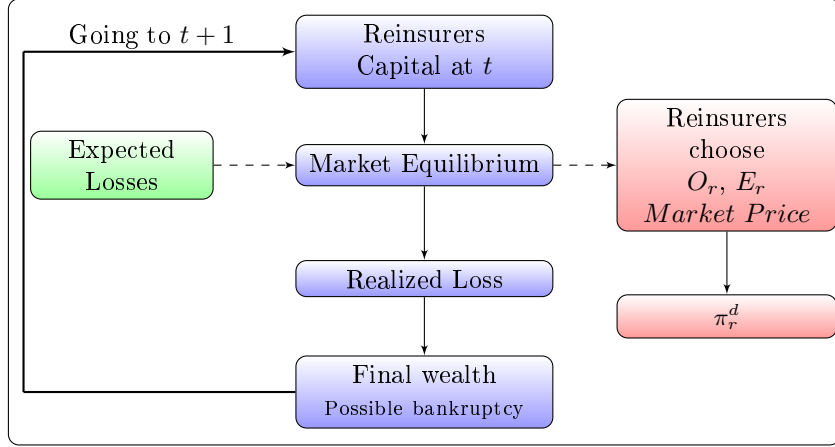 Going to t + 1
Reinsurers
Capital at t
Expected
Losses
Market Equilibrium
Reinsurers
choose
O_r, E_r
Market Price
Realized Loss
π_r^d
Final wealth
Possible bankruptcy